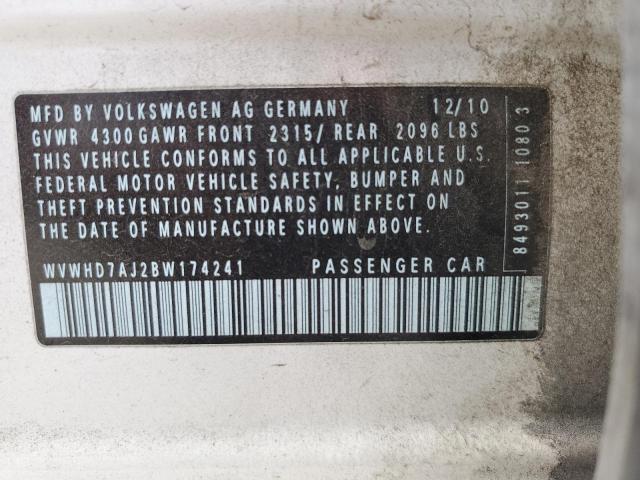 MFD BY VOLKSWAGEN AG GERMANY 12/10
GVWR 4300 GAWR FRONT 2315/ REAR 2096 LBS
THIS VEHICLE CONFORMS TO ALL APPLICABLE U.S.
FEDERAL MOTOR VEHICLE SAFETY, BUMPER AND
THEFT PREVENTION STANDARDS IN EFFECT ON
THE DATE OF MANUFACTURE SHOWN ABOVE.
WVWHD7AJ2BW174241 PASSENGER CAR
8493011 10803